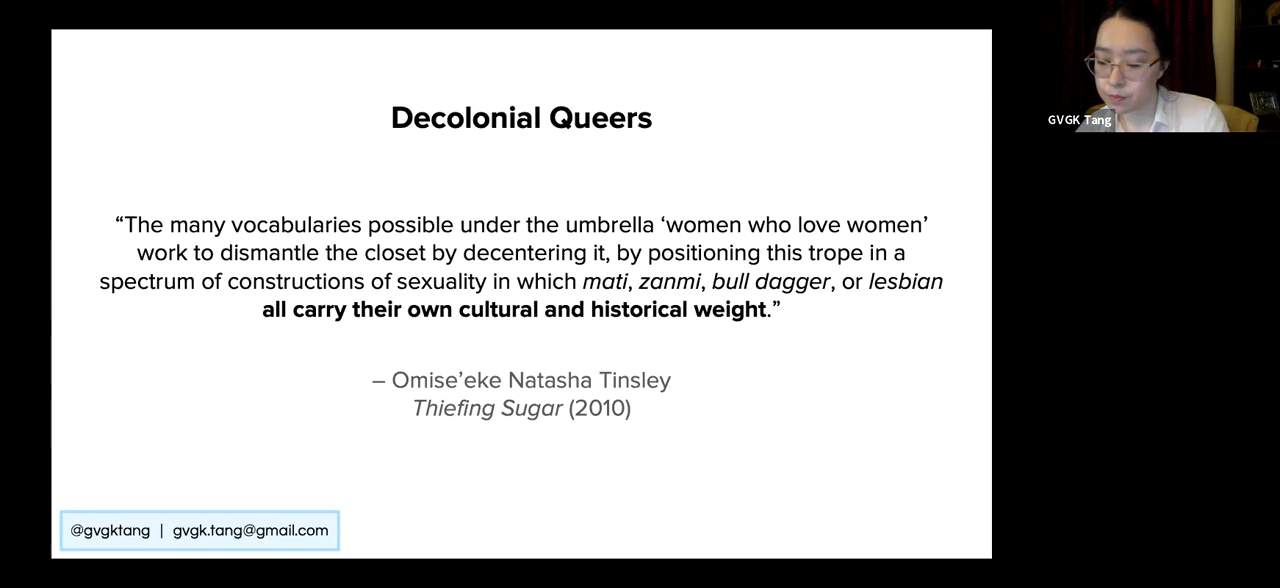 Decolonial Queers
“The many vocabularies possible under the umbrella ‘women who love women’
work to dismantle the closet by decentering it, by positioning this trope in a
spectrum of constructions of sexuality in which mati, zanmi, bull dagger, or lesbian
all carry their own cultural and historical weight.”
– Omise’eke Natasha Tinsley
Thiefing Sugar (2010)
@gvgktang | gvgk.tang@gmail.com
GVGK Tang